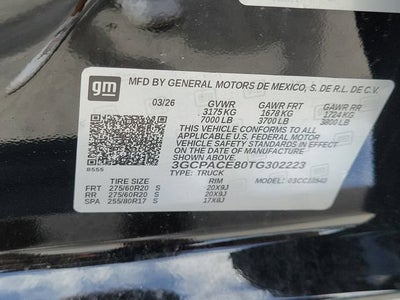 gm
MFD BY GENERAL MOTORS DE MEXICO, S. DE R.L. DE C.V.
03/26 GVWR GAWR FRT GAWR RR
3175 KG 1678 KG 1724 KG
7000 LB 3700 LB 3800 LB
THIS VEHICLE CONFORMS TO ALL
APPLICABLE U.S. FEDERAL MOTOR
VEHICLE SAFETY STANDARDS IN EFFECT
ON THE DATE OF MANUFACTURE
SHOWN ABOVE.
3GCPACE80TG302223
TYPE: TRUCK MODEL:
B555
TIRE SIZE RIM
FRT 275/60R20 S 20X9J
RR 275/60R20 S 20X9J
SPA 255/80R17 S 17X8J